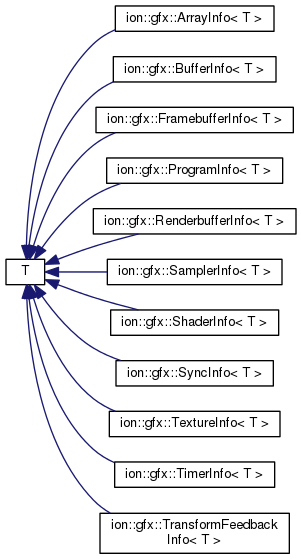 ion::gfx::ArrayInfo< T >
ion::gfx::BufferInfo< T >
ion::gfx::FramebufferInfo< T >
ion::gfx::ProgramInfo< T >
ion::gfx::RenderbufferInfo< T >
T
ion::gfx::SamplerInfo< T >
ion::gfx::ShaderInfo< T >
ion::gfx::SyncInfo< T >
ion::gfx::TextureInfo< T >
ion::gfx::TimerInfo< T >
ion::gfx::TransformFeedback
Info< T >